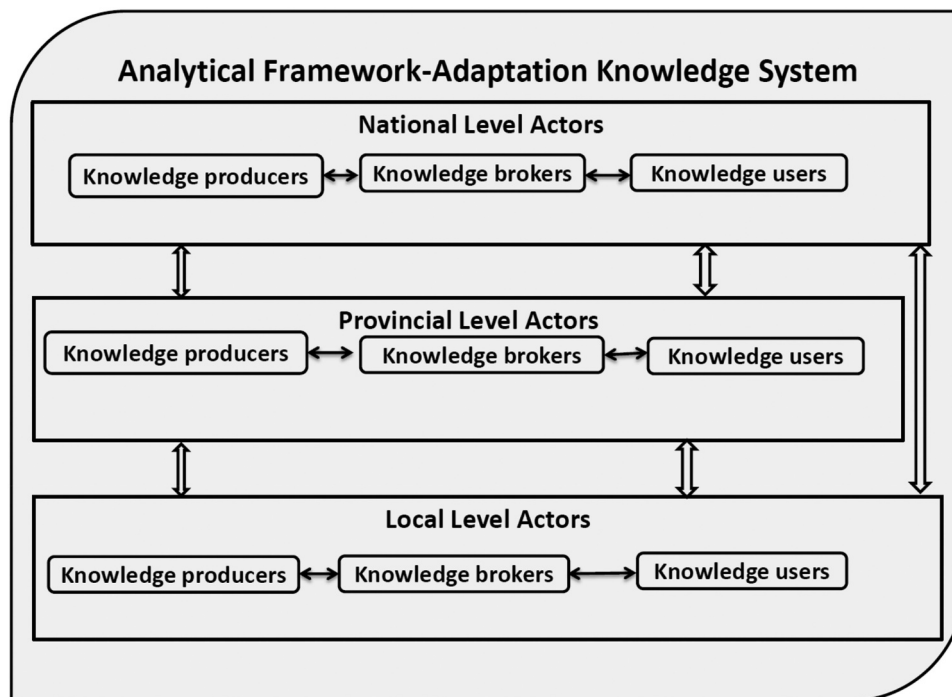 Analytical Framework-Adaptation Knowledge System
National Level Actors
Knowledge producers
Knowledge brokers
Knowledge users
Provincial Level Actors
Knowledge producers
Knowledge brokers
Knowledge users
Local Level Actors
Knowledge producers
Knowledge brokers
Knowledge users